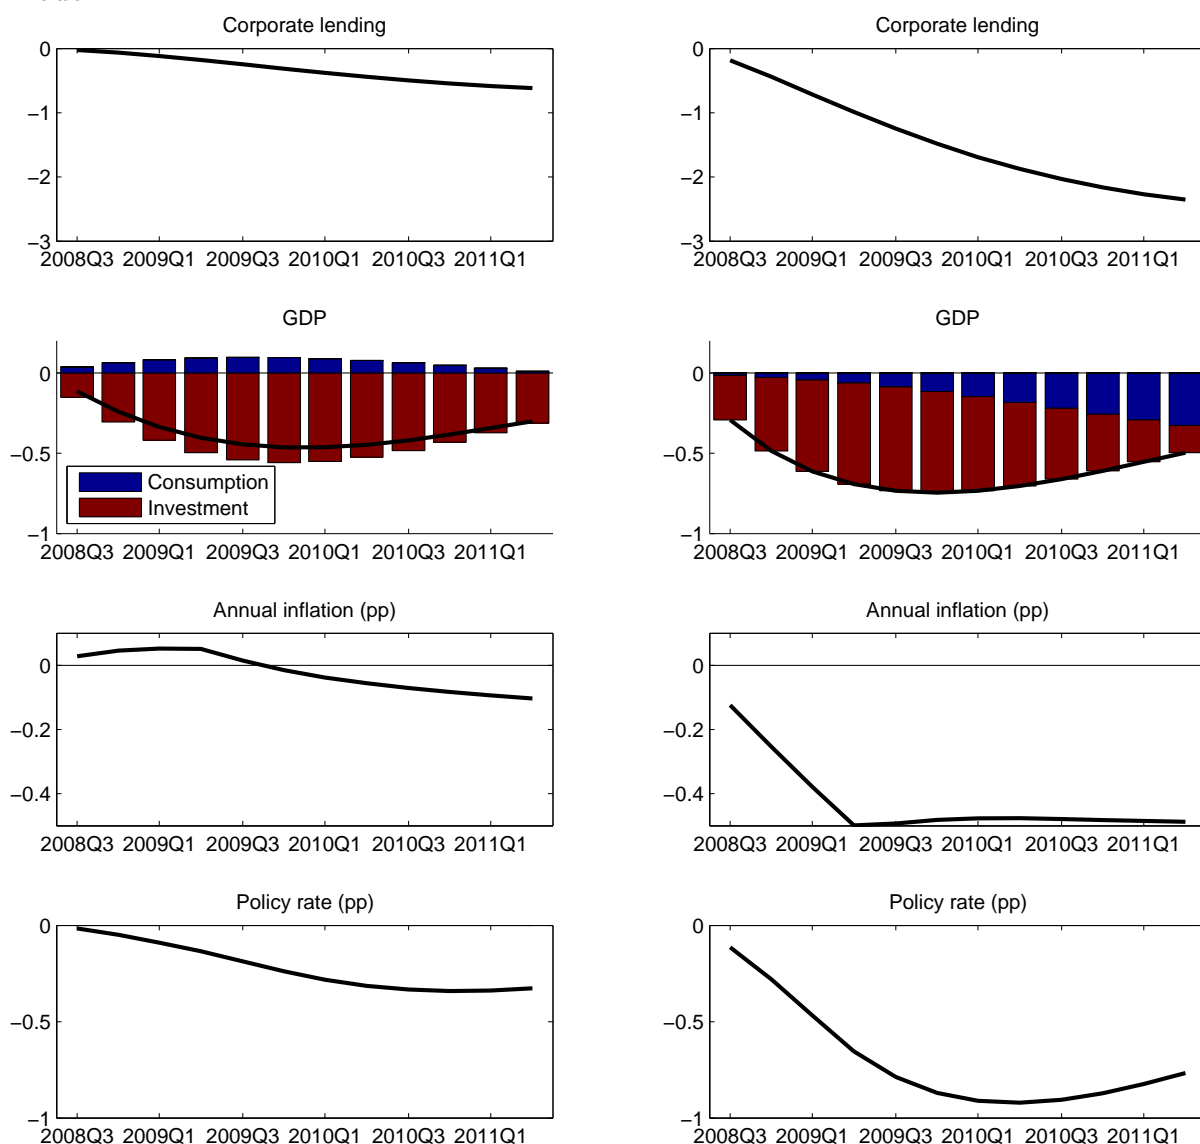 Corporate lending Corporate lending
0 0
−1 −1
−2 −2
−3 −3
2008Q3 2009Q1 2009Q3 2010Q1 2010Q3 2011Q1 2008Q3 2009Q1 2009Q3 2010Q1 2010Q3 2011Q1
GDP GDP
0 0
−0.5 −0.5
Consumption
Investment
−1 −1
2008Q3 2009Q1 2009Q3 2010Q1 2010Q3 2011Q1 2008Q3 2009Q1 2009Q3 2010Q1 2010Q3 2011Q1
Annual inflation (pp) Annual inflation (pp)
0 0
−0.2 −0.2
−0.4 −0.4
2008Q3 2009Q1 2009Q3 2010Q1 2010Q3 2011Q1 2008Q3 2009Q1 2009Q3 2010Q1 2010Q3 2011Q1
Policy rate (pp) Policy rate (pp)
0 0
−0.5 −0.5
−1 −1
2008Q3 2009Q1 2009Q3 2010Q1 2010Q3 2011Q1 2008Q3 2009Q1 2009Q3 2010Q1 2010Q3 2011Q1